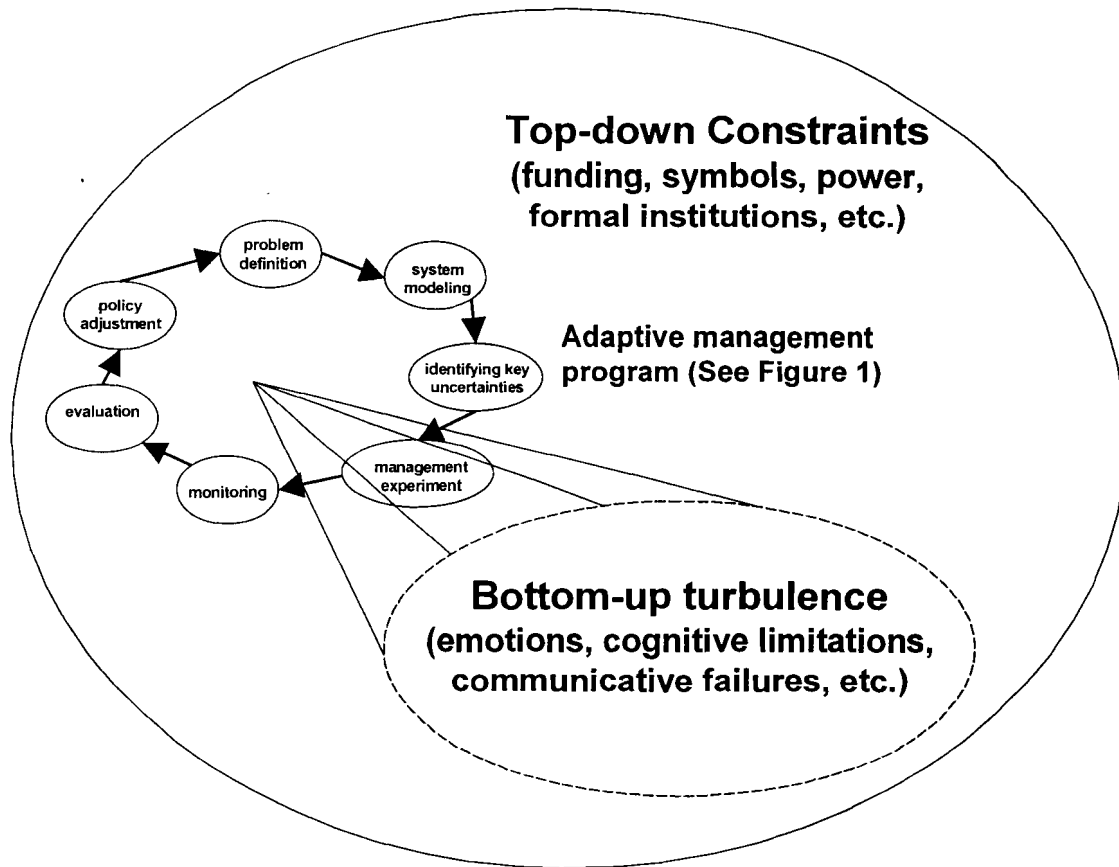 Top-down Constraints
(funding, symbols, power,
formal institutions, etc.)
problem
definition
system
modeling
policy
adjustment
Adaptive management
program (See Figure 1)
identifying key
uncertainties
evaluation
management
experiment
monitoring
Bottom-up turbulence
(emotions, cognitive limitations,
communicative failures, etc.)